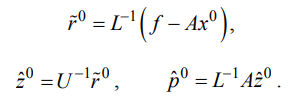 r̃⁰ = L⁻¹(f − Ax⁰),
ẑ⁰ = U⁻¹r̃⁰ , p̂⁰ = L⁻¹Aẑ⁰ .